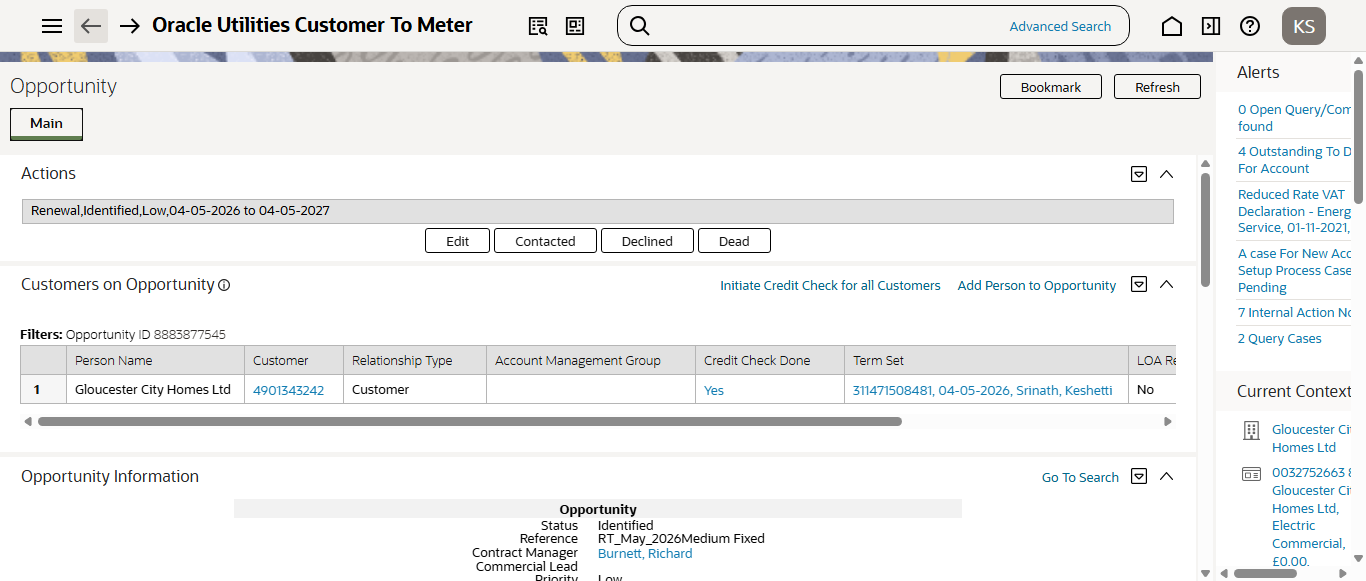 Oracle Utilities Customer To Meter
Advanced Search
KS
Opportunity
Bookmark
Refresh
Main
Actions
Renewal,Identified,Low,04-05-2026 to 04-05-2027
Edit
Contacted
Declined
Dead
Customers on Opportunity
Initiate Credit Check for all Customers
Add Person to Opportunity
Filters: Opportunity ID 8883877545
Person Name Customer Relationship Type Account Management Group Credit Check Done Term Set LOA Re
1 Gloucester City Homes Ltd 4901343242 Customer Yes 311471508481, 04-05-2026, Srinath, Keshetti No
Opportunity Information
Go To Search
Opportunity
Status Identified
Reference RT_May_2026Medium Fixed
Contract Manager Burnett, Richard
Commercial Lead
Priority Low
Alerts
0 Open Query/Com
found
4 Outstanding To D
For Account
Reduced Rate VAT
Declaration - Energ
Service, 01-11-2021,
A case For New Acc
Setup Process Case
Pending
7 Internal Action No
2 Query Cases
Current Context
Gloucester Cit
Homes Ltd
0032752663 8
Gloucester Cit
Homes Ltd,
Electric
Commercial,
£0.00,